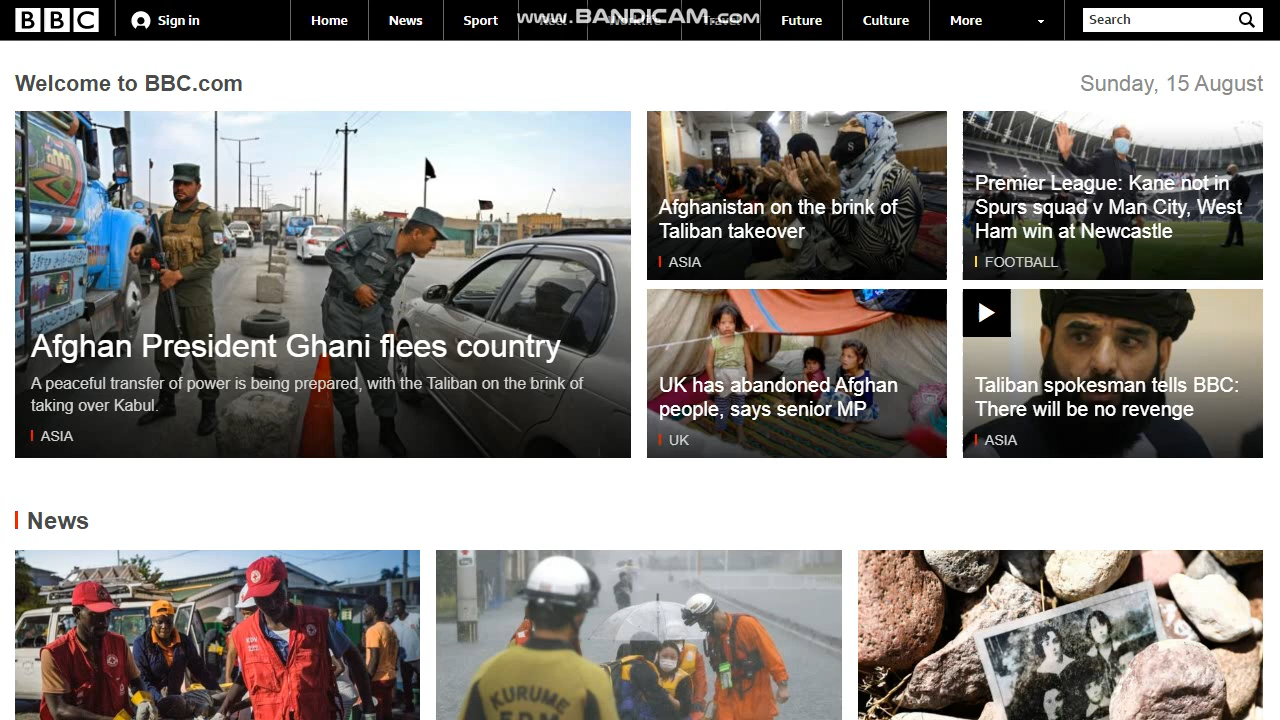 BBC
Sign in
Home
News
Sport
Reel
Worklife
Travel
Future
Culture
More
Search
www.BANDICAM.com
Welcome to BBC.com
Sunday, 15 August
Afghan President Ghani flees country
A peaceful transfer of power is being prepared, with the Taliban on the brink of
taking over Kabul.
ASIA
Afghanistan on the brink of
Taliban takeover
ASIA
Premier League: Kane not in
Spurs squad v Man City, West
Ham win at Newcastle
FOOTBALL
UK has abandoned Afghan
people, says senior MP
UK
Taliban spokesman tells BBC:
There will be no revenge
ASIA
News
KURUME